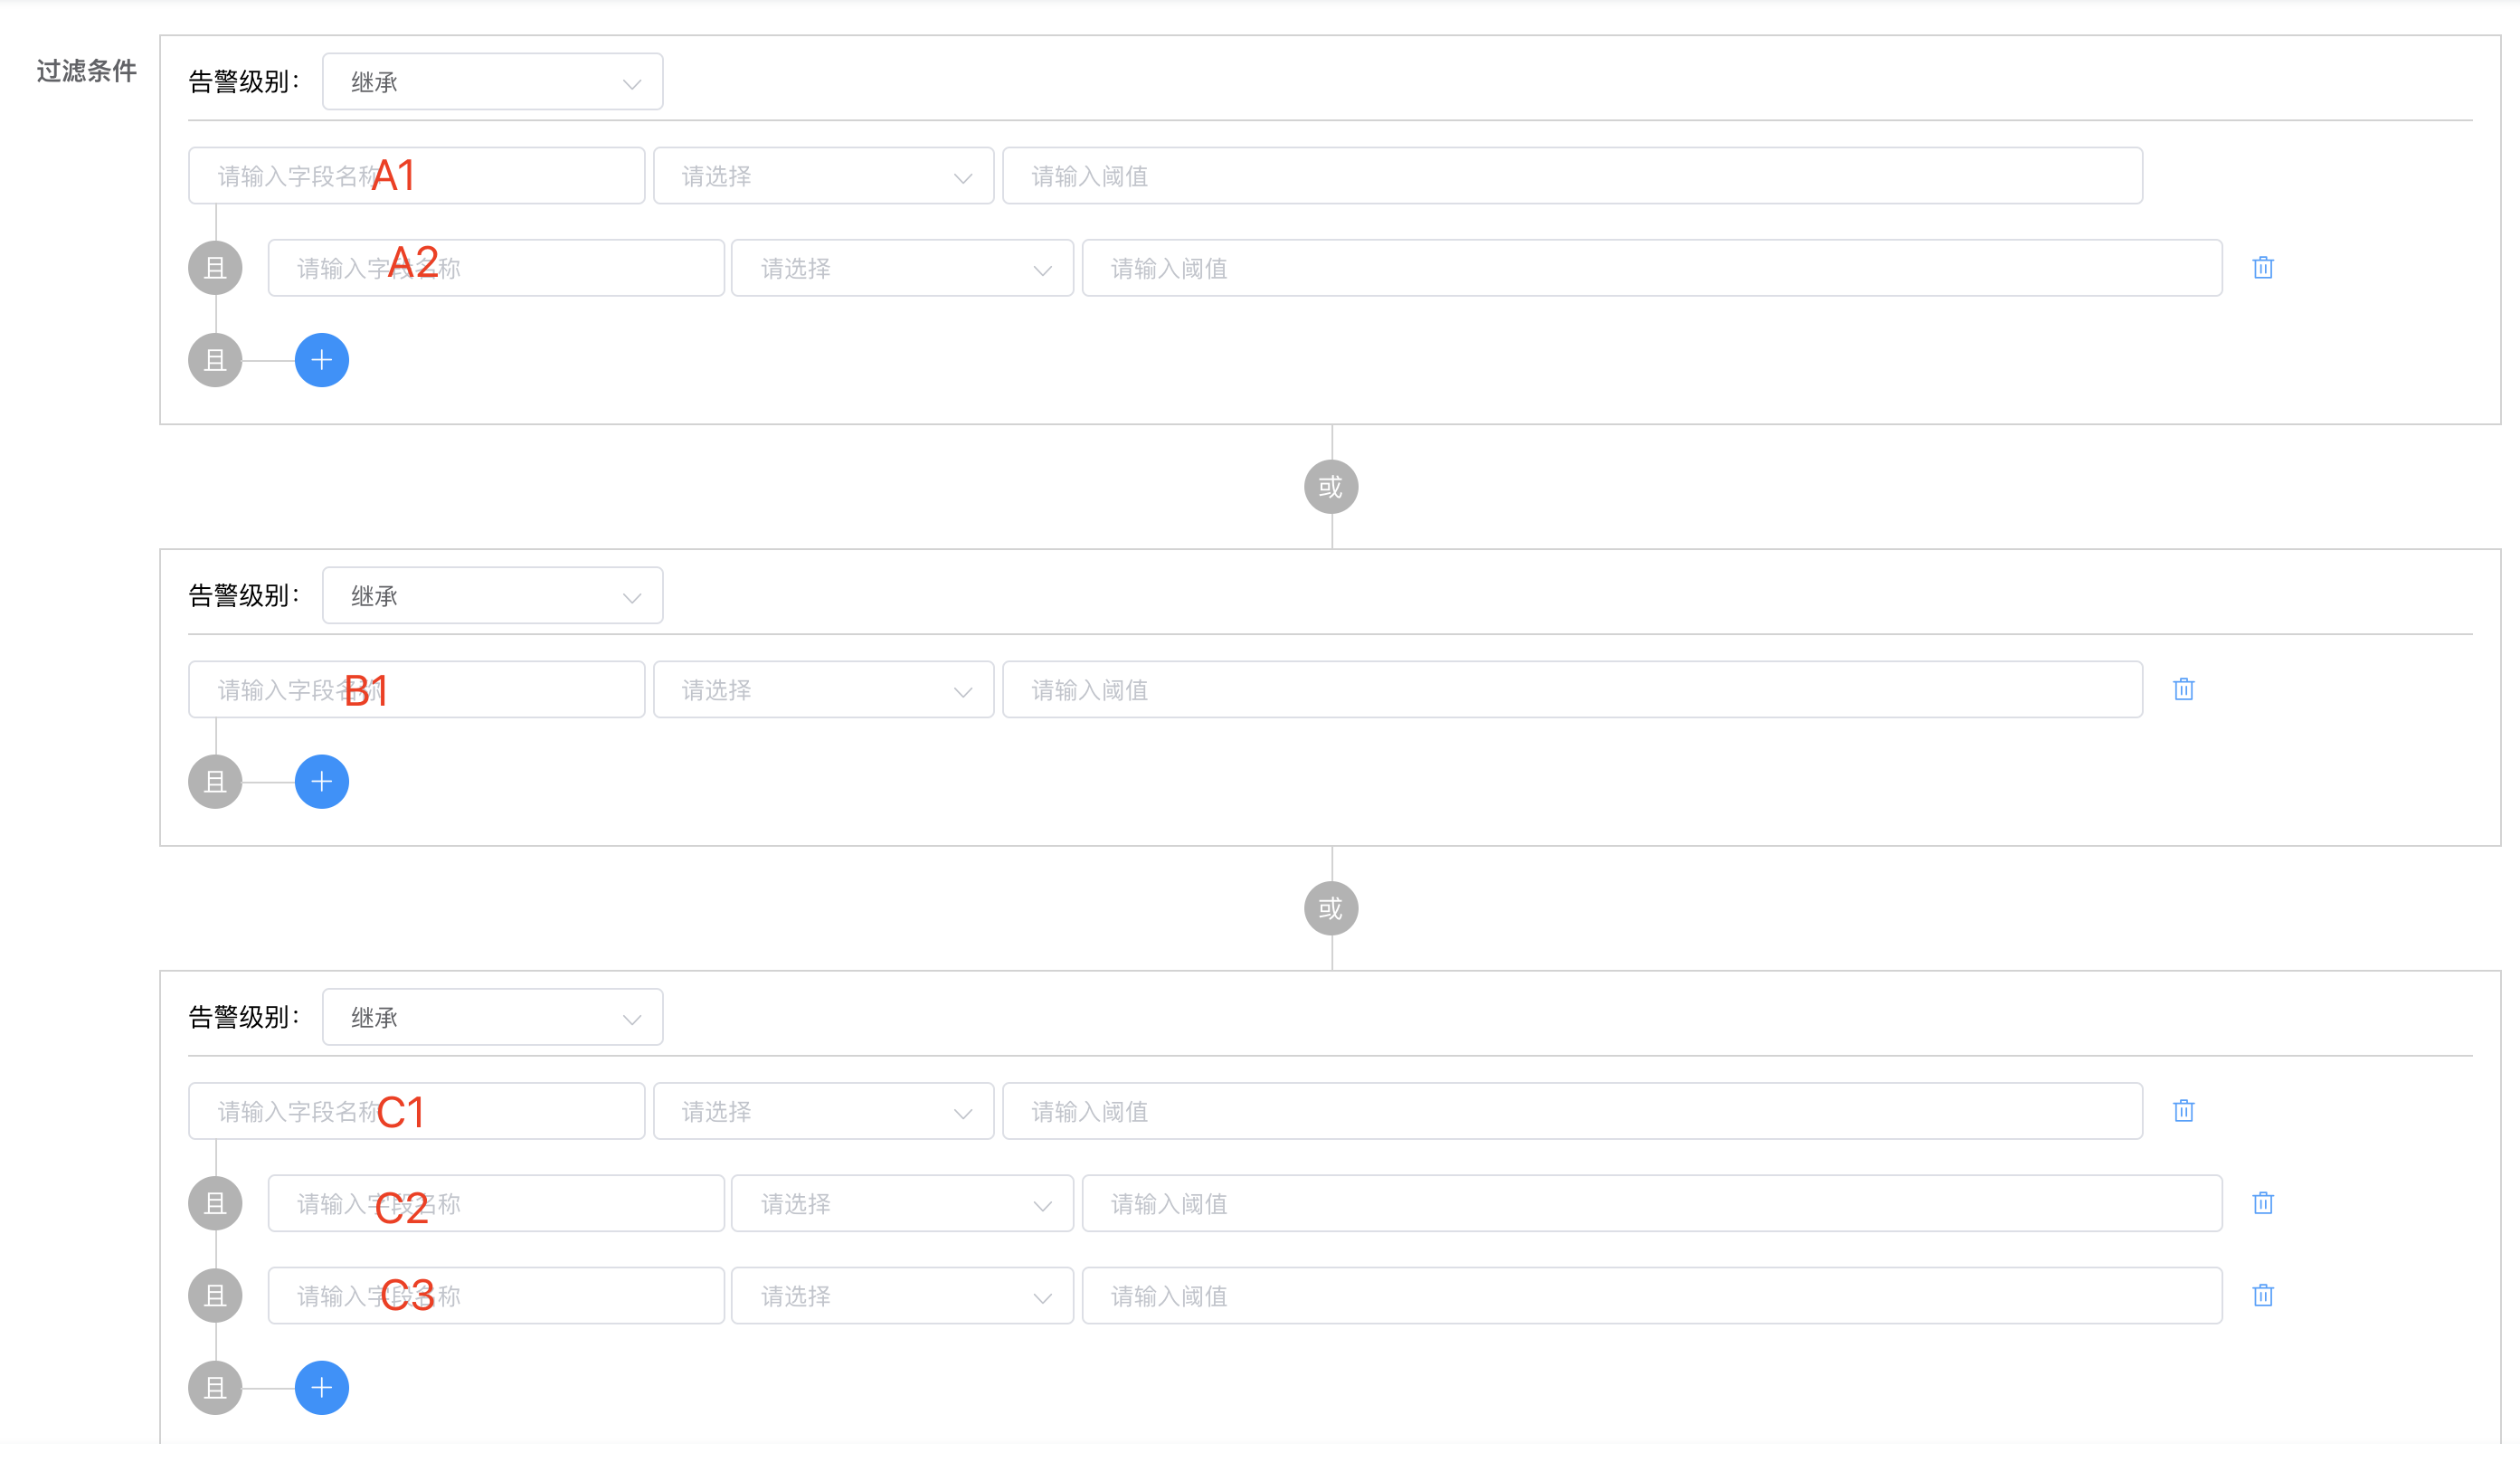 过滤条件
告警级别： 继承
请输入字段名称 A1 请选择 请输入阈值
且 请输入字段名称 A2 请选择 请输入阈值
且
或
告警级别： 继承
请输入字段名称 B1 请选择 请输入阈值
且
或
告警级别： 继承
请输入字段名称 C1 请选择 请输入阈值
且 请输入字段名称 C2 请选择 请输入阈值
且 请输入字段名称 C3 请选择 请输入阈值
且